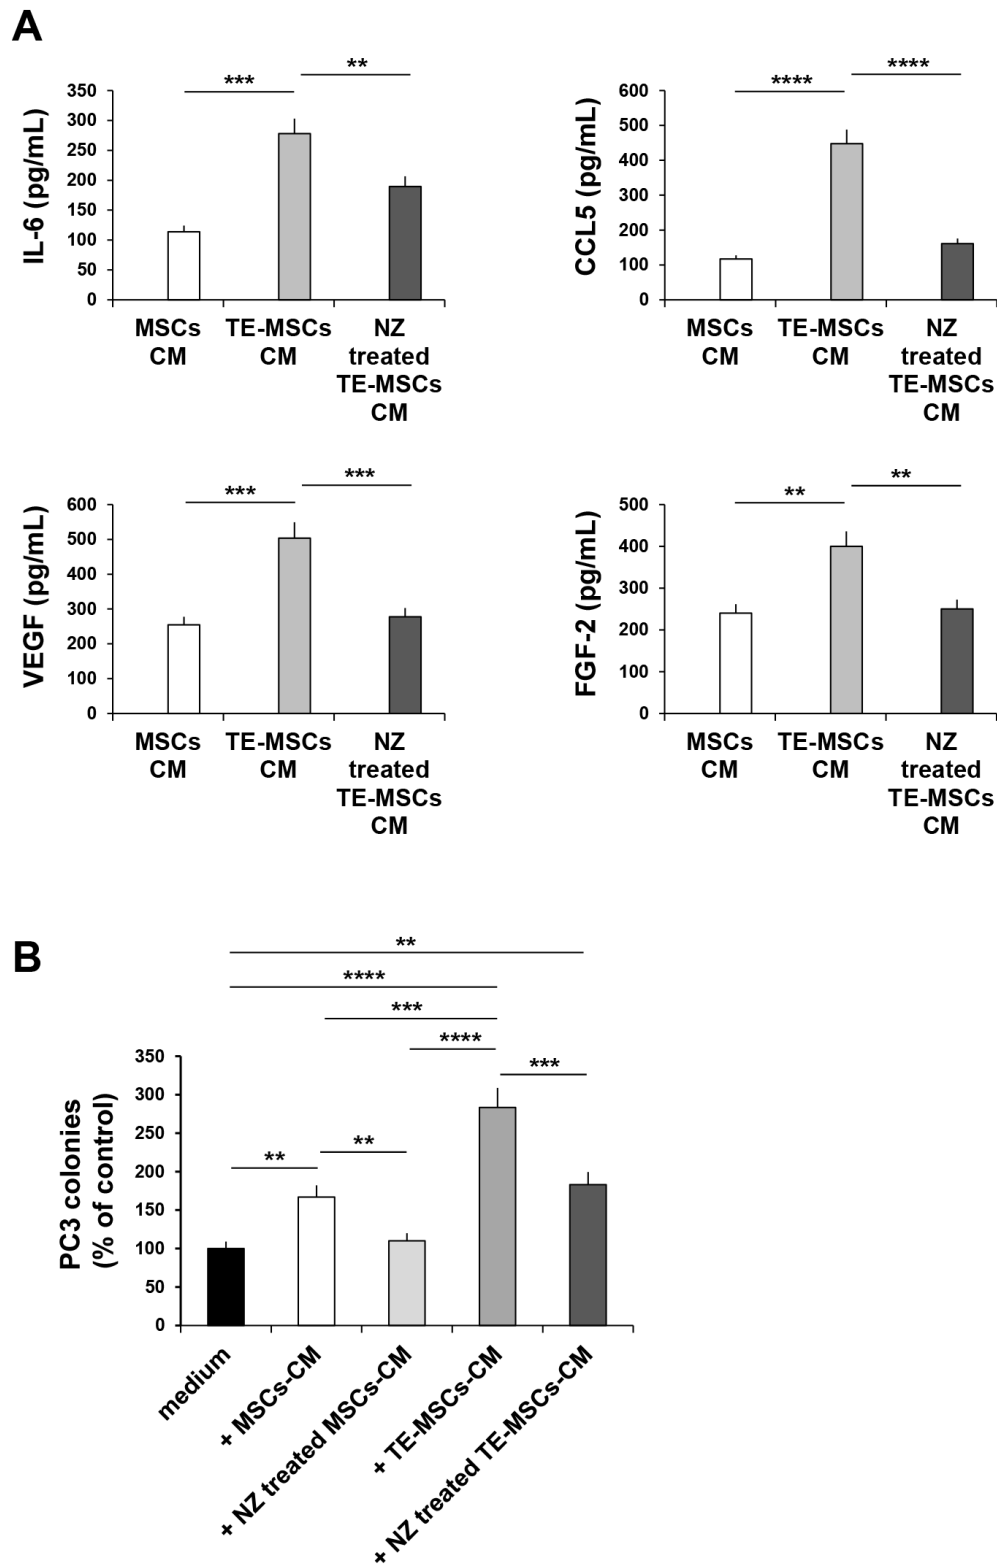 A
IL-6 (pg/mL)
***
**
350
300
250
200
150
100
50
0
MSCs
CM
TE-MSCs
CM
NZ
treated
TE-MSCs
CM
CCL5 (pg/mL)
****
****
600
500
400
300
200
100
0
MSCs
CM
TE-MSCs
CM
NZ
treated
TE-MSCs
CM
VEGF (pg/mL)
***
***
600
500
400
300
200
100
0
MSCs
CM
TE-MSCs
CM
NZ
treated
TE-MSCs
CM
FGF-2 (pg/mL)
**
**
500
400
300
200
100
0
MSCs
CM
TE-MSCs
CM
NZ
treated
TE-MSCs
CM
B
PC3 colonies
(% of control)
**
****
***
****
***
**
**
350
300
250
200
150
100
50
0
medium
+ MSCs-CM
+ NZ treated MSCs-CM
+ TE-MSCs-CM
+ NZ treated TE-MSCs-CM